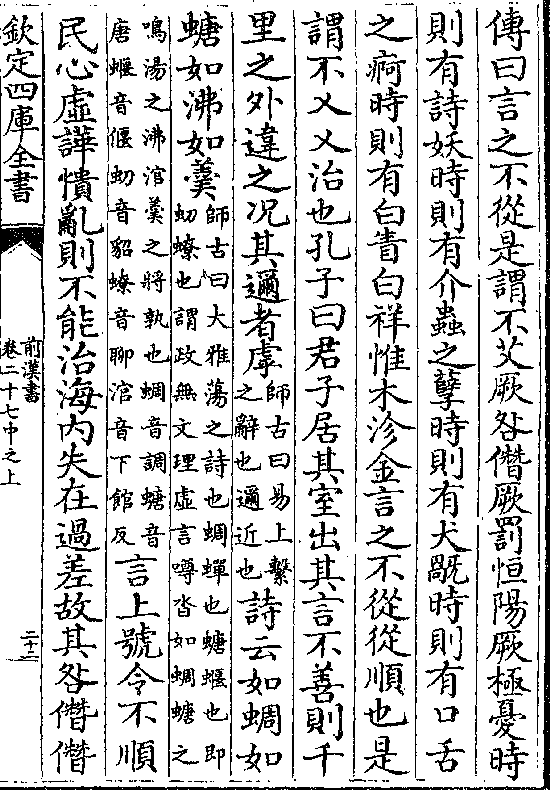 傳曰言之不從是謂不艾厥咎僭厥罰恒陽厥極憂時
則有詩妖時則有介蟲之孽時則有犬旤時則有口舌
之痾時則有白眚白祥惟木沴金言之不從從順也是
謂不乂乂治也孔子曰君子居其室出其言不善則千
里之外違之况其邇者虖師古曰易上繫之辭也邇近也詩云如蜩如
螗如沸如羹師古曰大雅蕩之詩也蜩蟬也螗蝘也即虭蟧也謂政無文理虛言噂沓如蜩螗之
鳴湯之沸涫羹之將孰也蜩音調螗音唐蝘音偃虭音貂蟧音聊涫音下館反言上號令不順
民心虛譁憒亂則不能治海内失在過差故其咎僭僭
欽定四庫全書
前漢書
卷二十七中之上
二十二